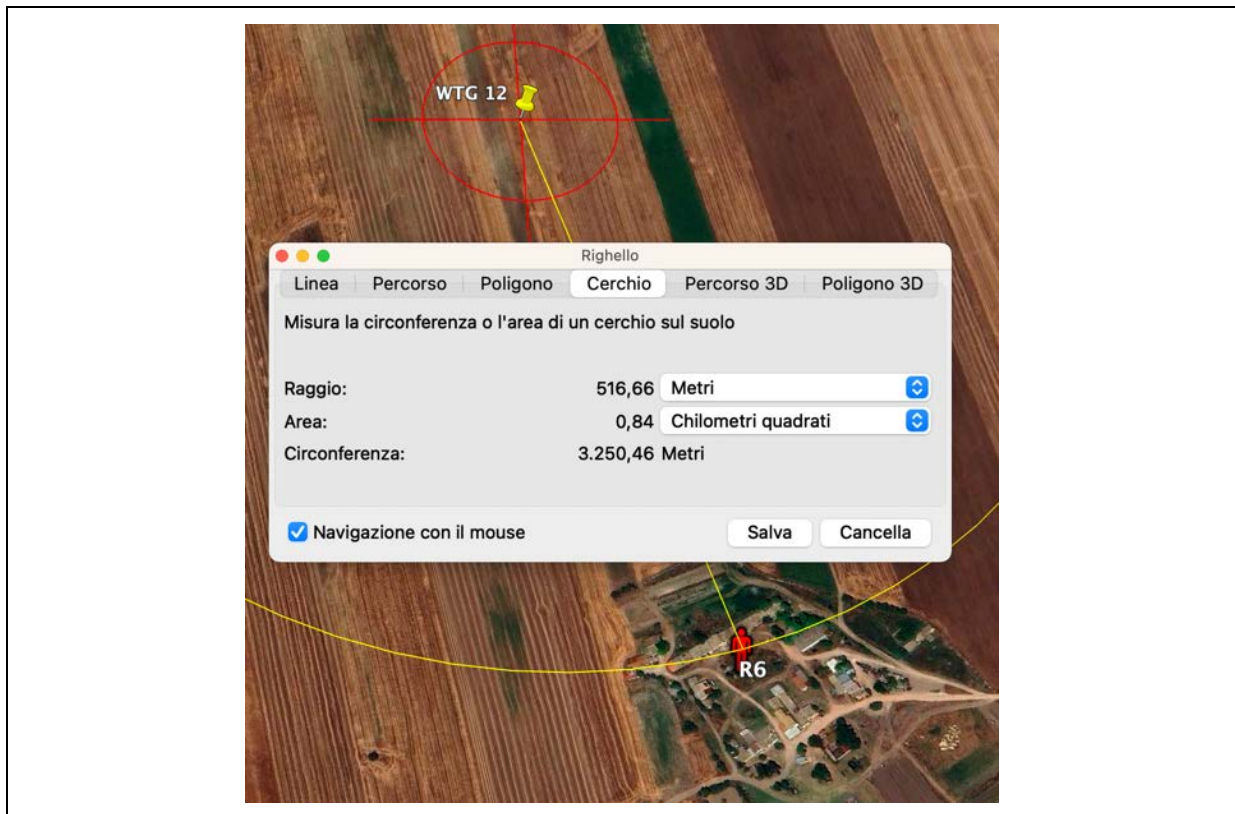 WTG 12
Righello
Linea Percorso Poligono Cerchio Percorso 3D Poligono 3D
Misura la circonferenza o l'area di un cerchio sul suolo
Raggio: 516,66 Metri
Area: 0,84 Chilometri quadrati
Circonferenza: 3.250,46 Metri
Navigazione con il mouse Salva Cancella
R6